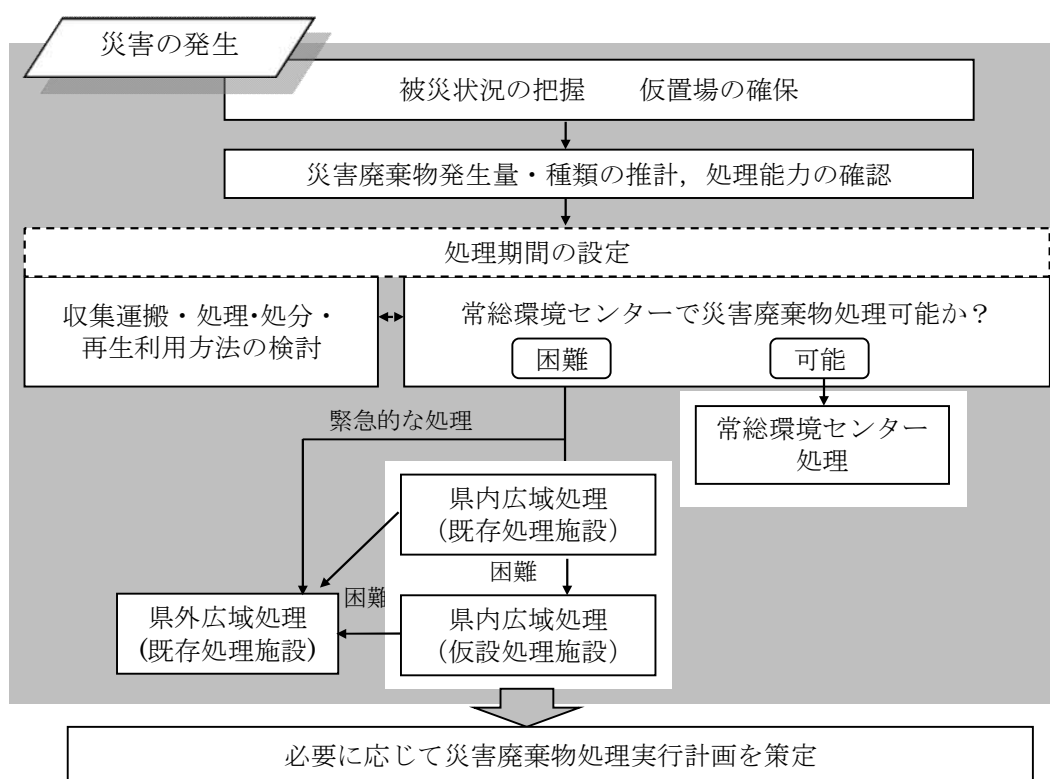 災害の発生
被災状況の把握　　仮置場の確保
災害廃棄物発生量・種類の推計，処理能力の確認
処理期間の設定
収集運搬・処理・処分・
再生利用方法の検討
常総環境センターで災害廃棄物処理可能か？
困難
可能
常総環境センター
処理
緊急的な処理
県内広域処理
（既存処理施設）
困難
困難
県外広域処理
(既存処理施設)
県内広域処理
（仮設処理施設）
必要に応じて災害廃棄物処理実行計画を策定